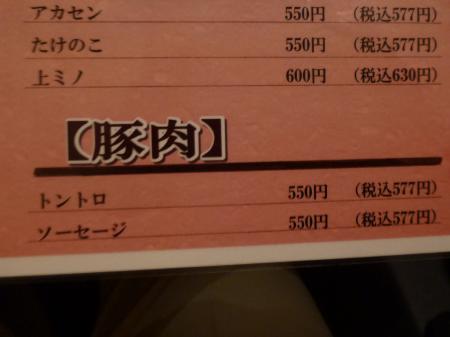 アカセン 550円 (税込577円)
たけのこ 550円 (税込577円)
上ミノ 600円 (税込630円)
【豚肉】
トントロ 550円 (税込577円)
ソーセージ 550円 (税込577円)